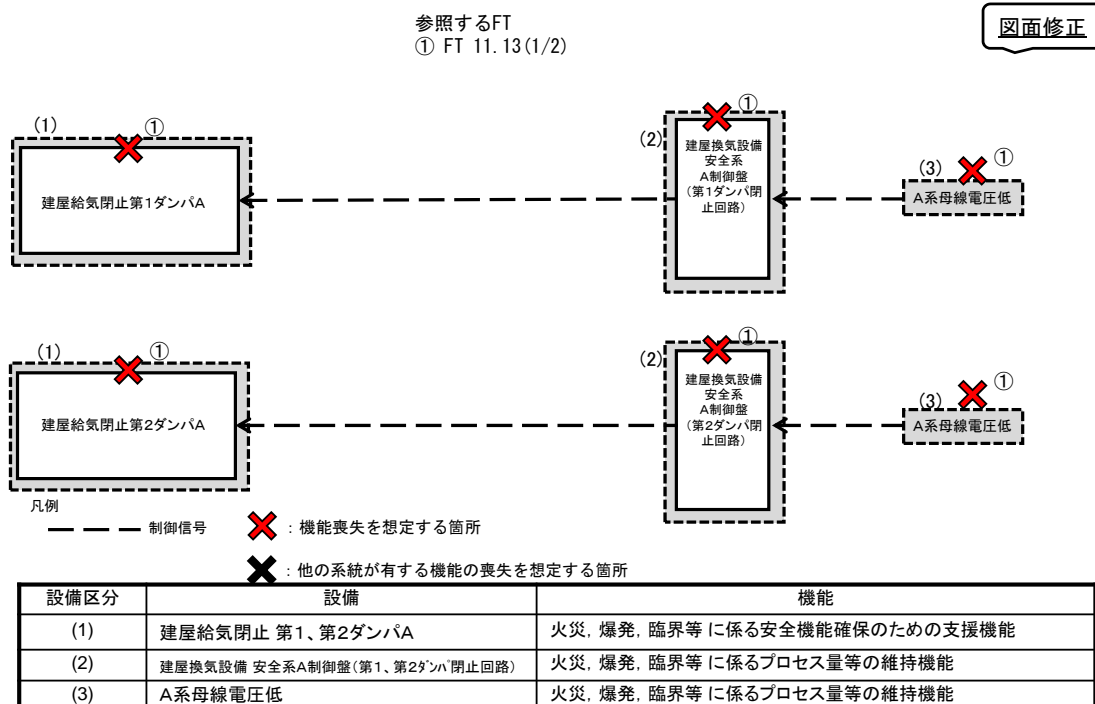 参照するFT
① FT 11.13(1/2)
図面修正
(1) ①
建屋給気閉止第1ダンパA
(2) ①
建屋換気設備
安全系
A制御盤
(第1ダンパ閉
止回路)
(3) ①
A系母線電圧低
(1) ①
建屋給気閉止第2ダンパA
(2) ①
建屋換気設備
安全系
A制御盤
(第2ダンパ閉
止回路)
(3) ①
A系母線電圧低
凡例
制御信号 : 機能喪失を想定する箇所
: 他の系統が有する機能の喪失を想定する箇所
設備区分 設備 機能
(1) 建屋給気閉止 第1、第2ダンパA 火災, 爆発, 臨界等 に係る安全機能確保のための支援機能
(2) 建屋換気設備 安全系A制御盤(第1、第2ダンパ閉止回路) 火災, 爆発, 臨界等 に係るプロセス量等の維持機能
(3) A系母線電圧低 火災, 爆発, 臨界等 に係るプロセス量等の維持機能